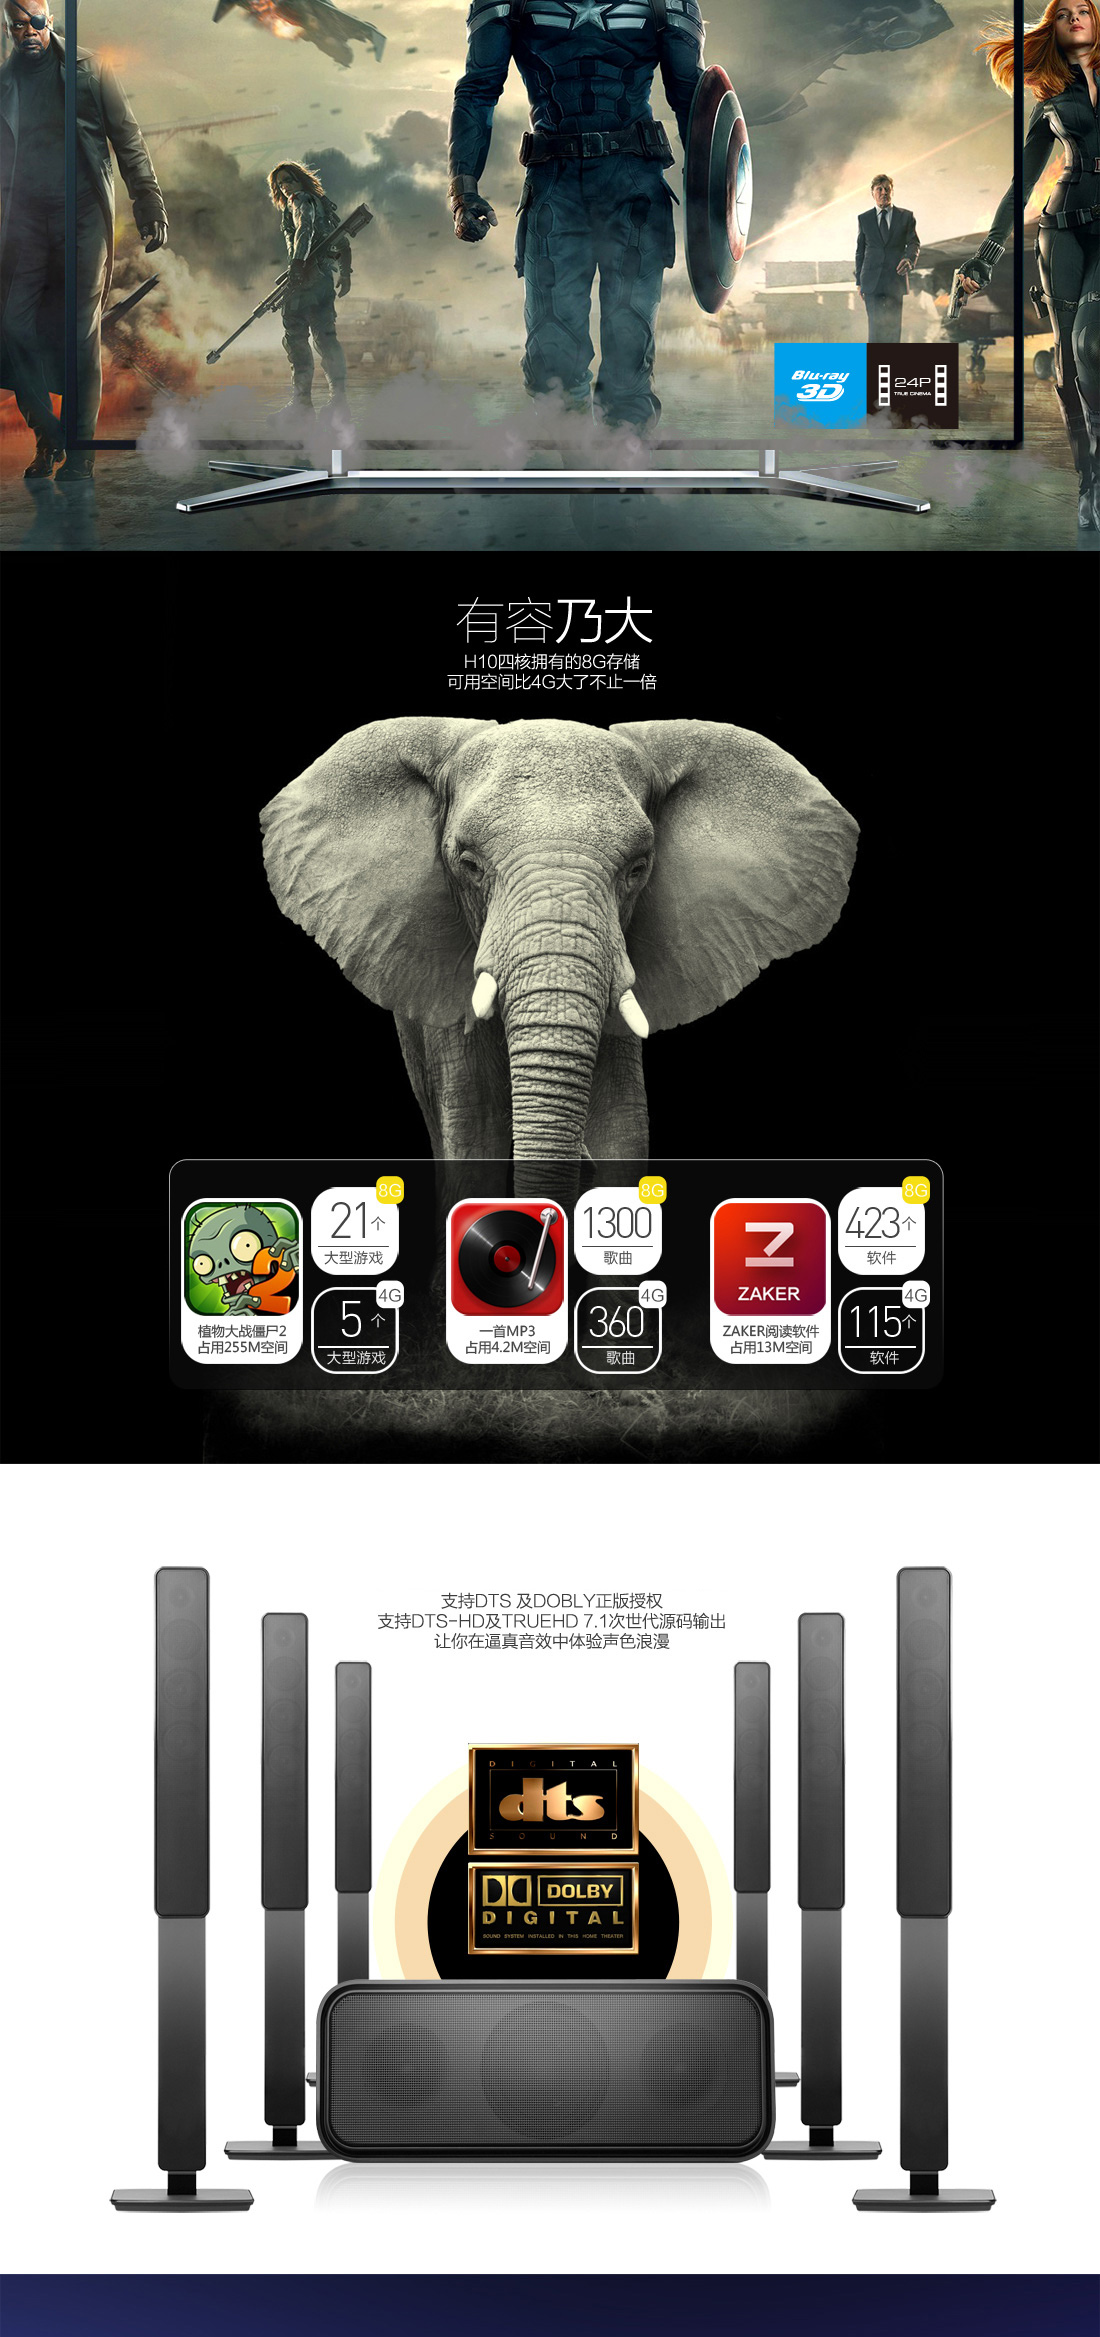 Blu-ray
3D
24P
TRUE CINEMA
有容乃大
H10四核拥有的8G存储
可用空间比4G大了不止一倍
8G
21个
大型游戏
4G
5个
大型游戏
植物大战僵尸2
占用255M空间
8G
1300
歌曲
4G
360
歌曲
一首MP3
占用4.2M空间
ZAKER
8G
423个
软件
4G
115个
软件
ZAKER阅读软件
占用13M空间
支持DTS 及DOBLY正版授权
支持DTS-HD及TRUEHD 7.1次世代源码输出
让你在逼真音效中体验声色浪漫
DIGITAL
dts
SOUND
DOLBY
DIGITAL
SOUND SYSTEM INSTALLED IN THIS HOME THEATER